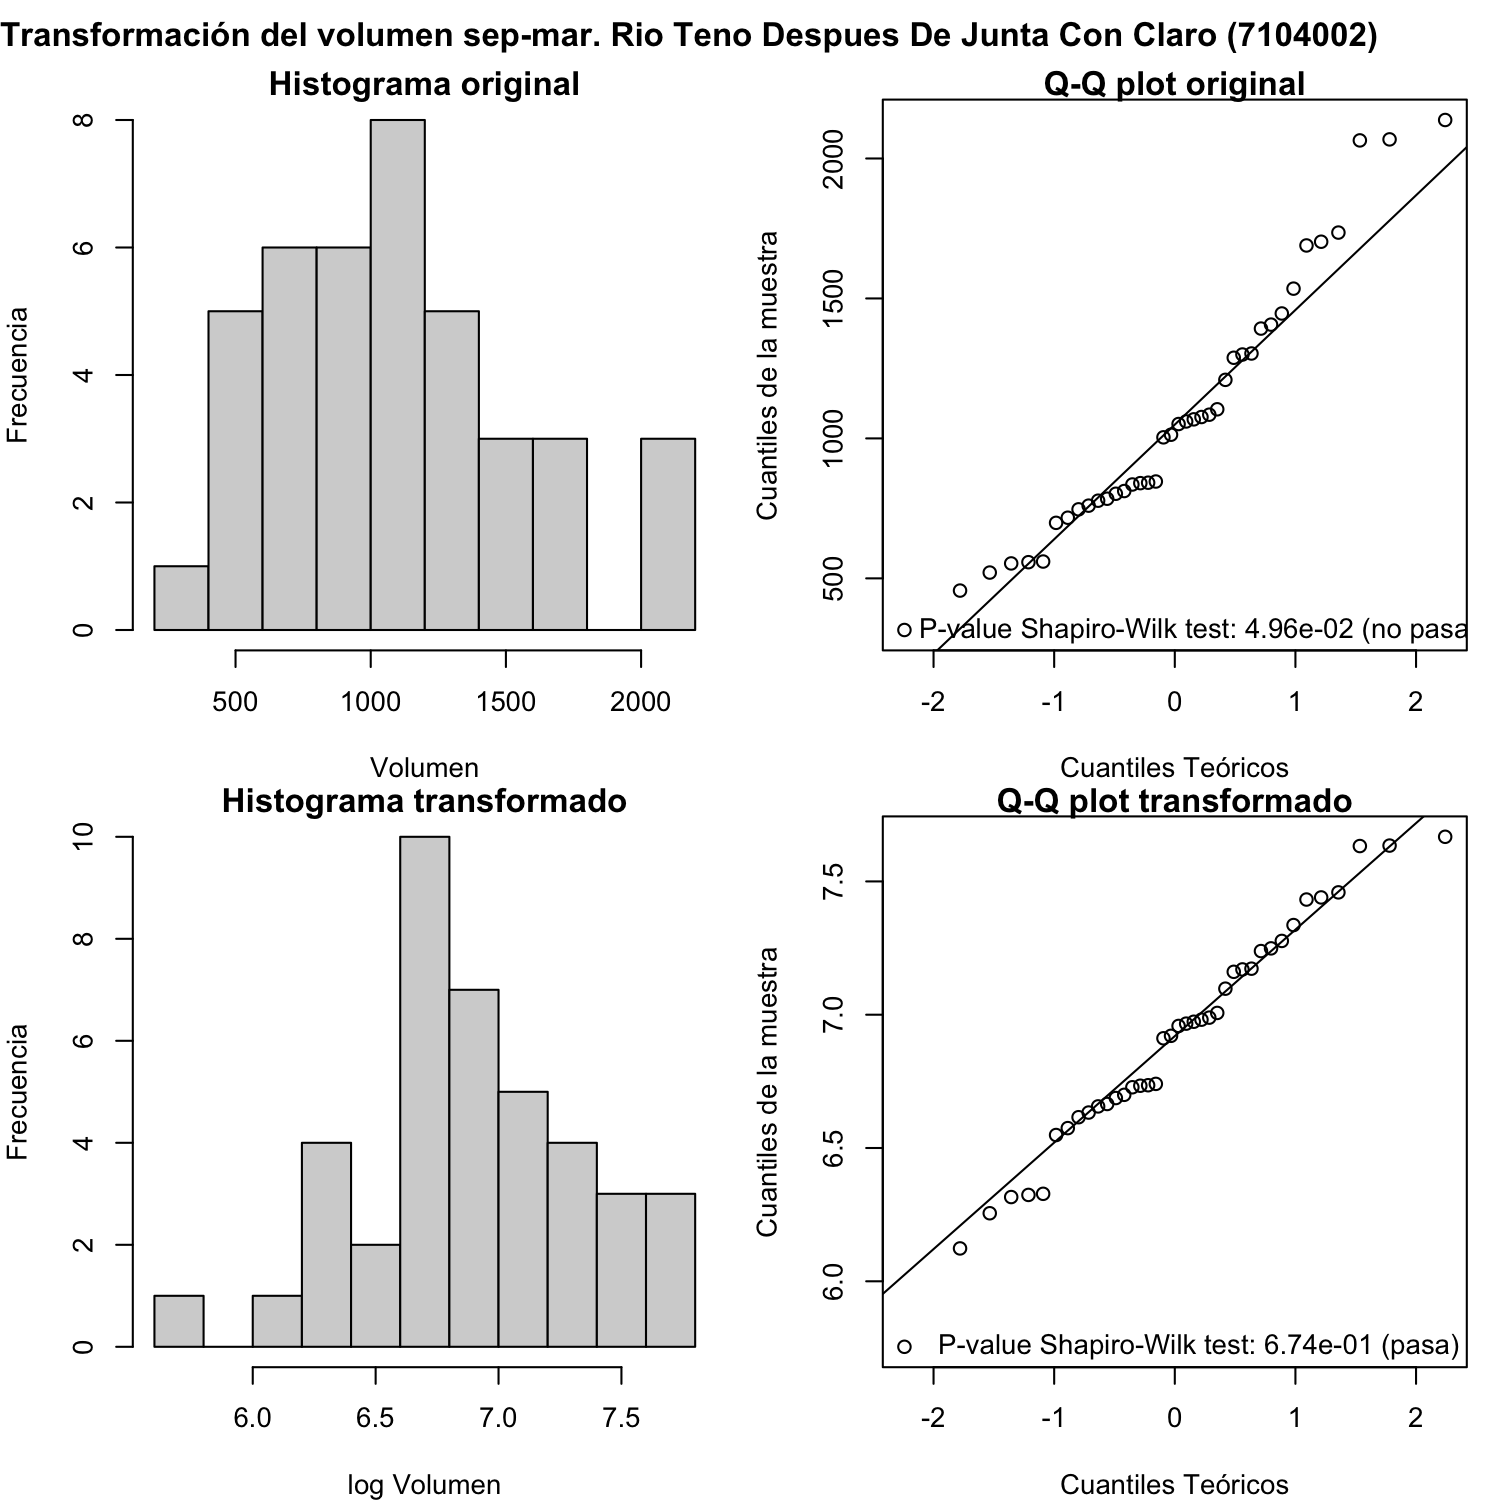 Transformación del volumen sep-mar. Rio Teno Despues De Junta Con Claro (7104002)
Histograma original
Frecuencia
8
6
4
2
0
500 1000 1500 2000
Volumen
Q-Q plot original
Cuantiles de la muestra
2000
1500
1000
500
P-value Shapiro-Wilk test: 4.96e-02 (no pasa
-2 -1 0 1 2
Cuantiles Teóricos
Histograma transformado
Frecuencia
10
8
6
4
2
0
6.0 6.5 7.0 7.5
log Volumen
Q-Q plot transformado
Cuantiles de la muestra
7.5
7.0
6.5
6.0
P-value Shapiro-Wilk test: 6.74e-01 (pasa)
-2 -1 0 1 2
Cuantiles Teóricos